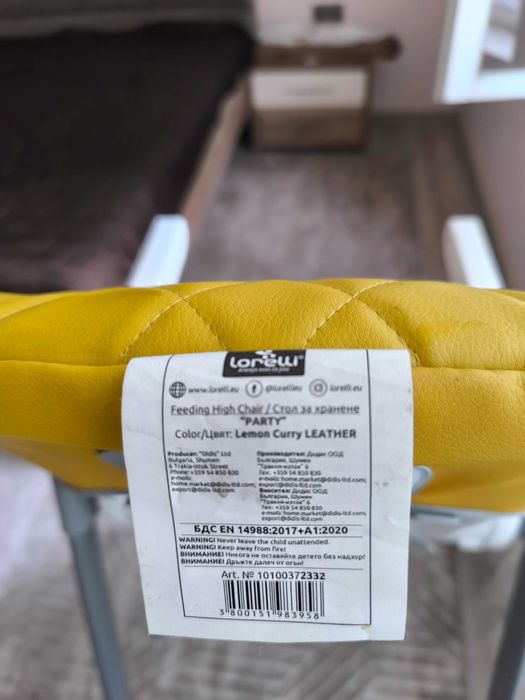 lorelli®
Always next to you
www.lorelli.eu @lorellieu lorelli.eu
Feeding High Chair / Стол за хранене
"PARTY"
Color/Цвят: Lemon Curry LEATHER
Producer: "Didis" Ltd
Bulgaria, Shumen
6 Trakia-Iztok Street
Phone: +359 54 850 830
e-mails:
home.market@didis-ltd.com;
export@didis-ltd.com
Производител: Дидис ООД
България, Шумен
"Тракия-изток" 6
Тел: +359 54 850 830
e-mails: home.market@didis-ltd.com;
export@didis-ltd.com
Вносител: Дидис ООД
България, Шумен
"Тракия-изток" 6
Тел: +359 54 850 830
e-mails: home.market@didis-ltd.com;
export@didis-ltd.com
БДС EN 14988:2017+A1:2020
WARNING! Never leave the child unattended.
WARNING! Keep away from fire!
ВНИМАНИЕ! Никога не оставяйте детето без надзор!
ВНИМАНИЕ! Дръжте далеч от огън!
Art. № 10100372332
3 800151 983958